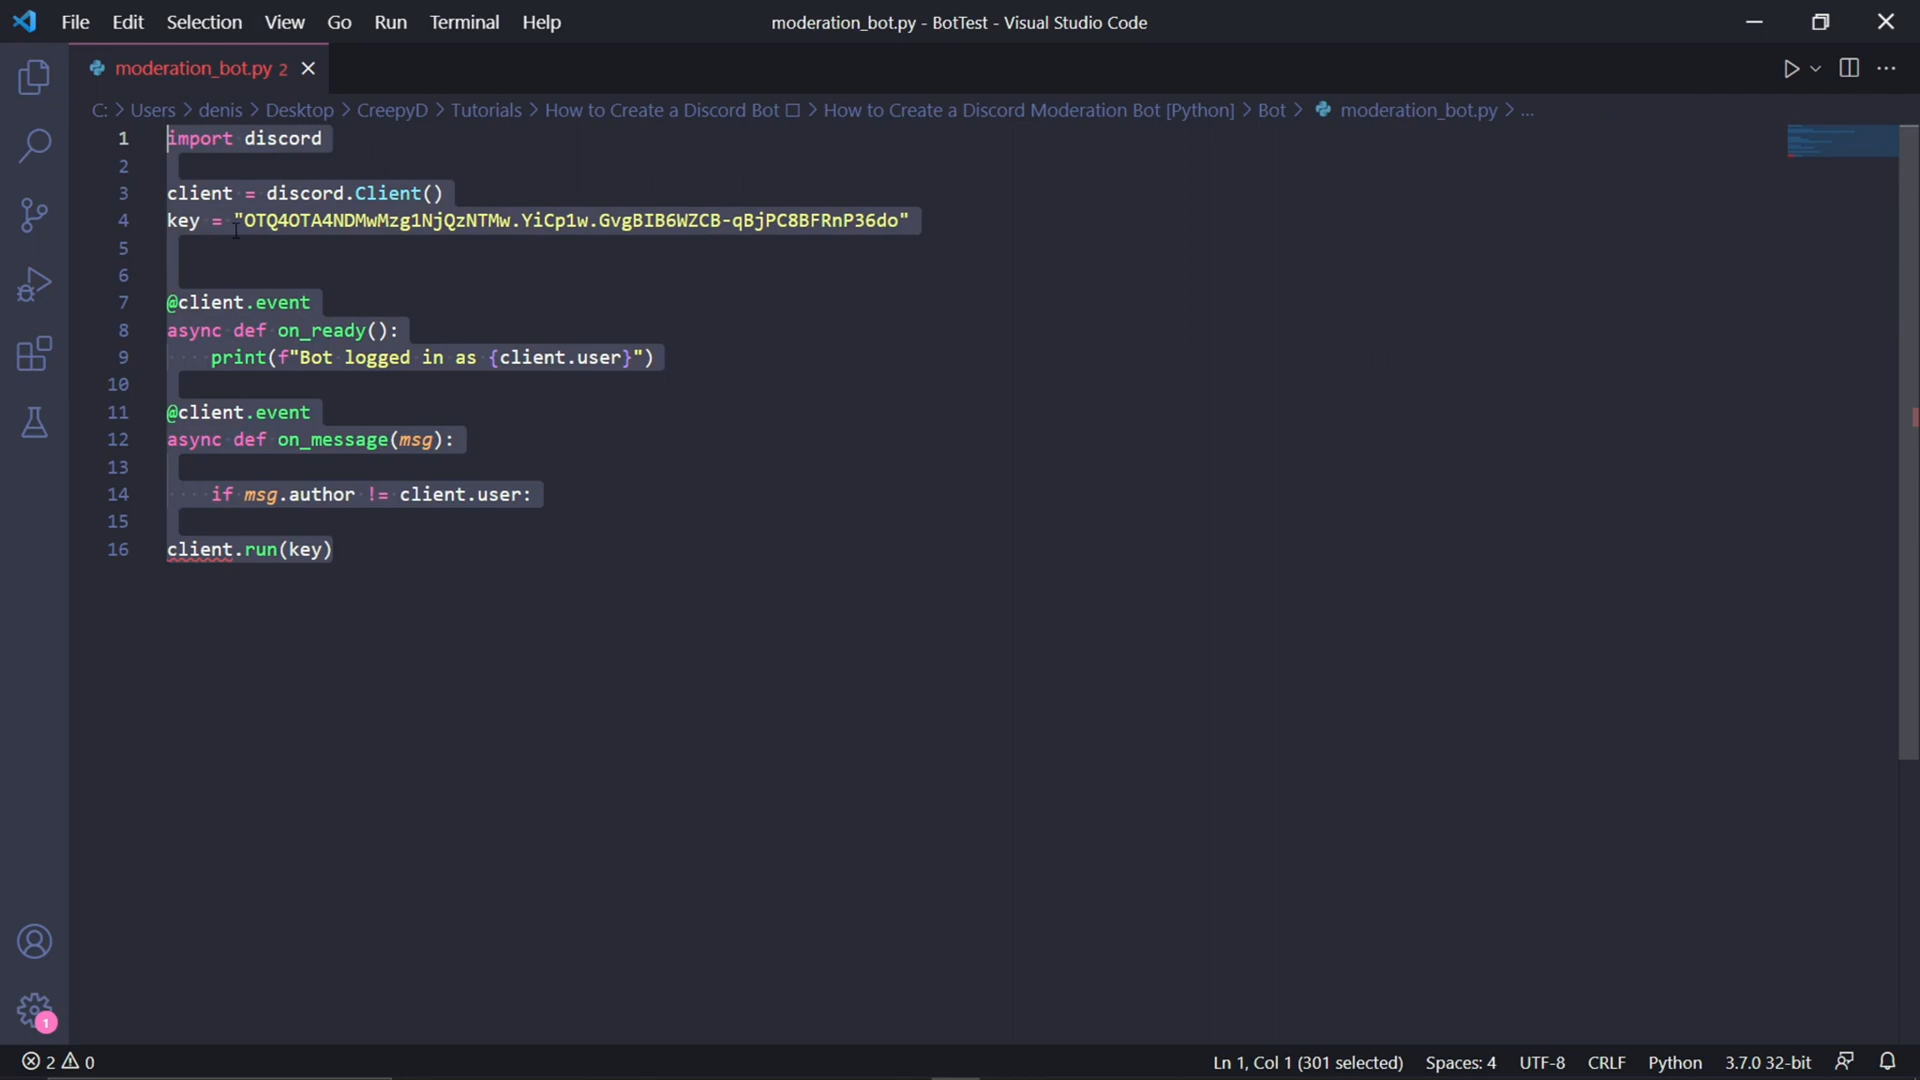 File Edit Selection View Go Run Terminal Help moderation_bot.py - BotTest - Visual Studio Code
moderation_bot.py 2
C: > Users > denis > Desktop > CreepyD > Tutorials > How to Create a Discord Bot □ > How to Create a Discord Moderation Bot [Python] > Bot > moderation_bot.py > ...
1 import discord
2
3 client = discord.Client()
4 key = "OTQ4OTA4NDMwMzg1NjQzNTMw.YiCp1w.GvgBIB6WZCB-qBjPC8BFRnP36do"
5
6
7 @client.event
8 async def on_ready():
9 print(f"Bot logged in as {client.user}")
10
11 @client.event
12 async def on_message(msg):
13
14 if msg.author != client.user:
15
16 client.run(key)
1
2 0 Ln 1, Col 1 (301 selected) Spaces: 4 UTF-8 CRLF Python 3.7.0 32-bit